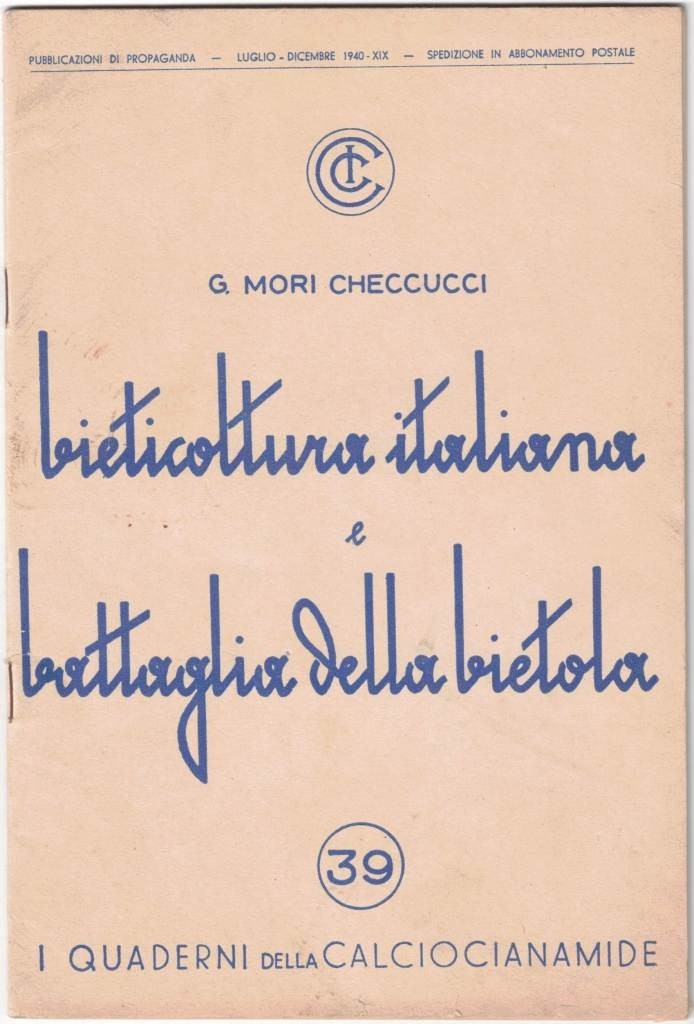 PUBBLICAZIONI DI PROPAGANDA — LUGLIO - DICEMBRE 1940 - XIX — SPEDIZIONE IN ABBONAMENTO POSTALE
CIC
G. MORI CHECCUCCI
bieticoltura italiana
e
battaglia della bietola
39
I QUADERNI DELLA CALCIOCIANAMIDE